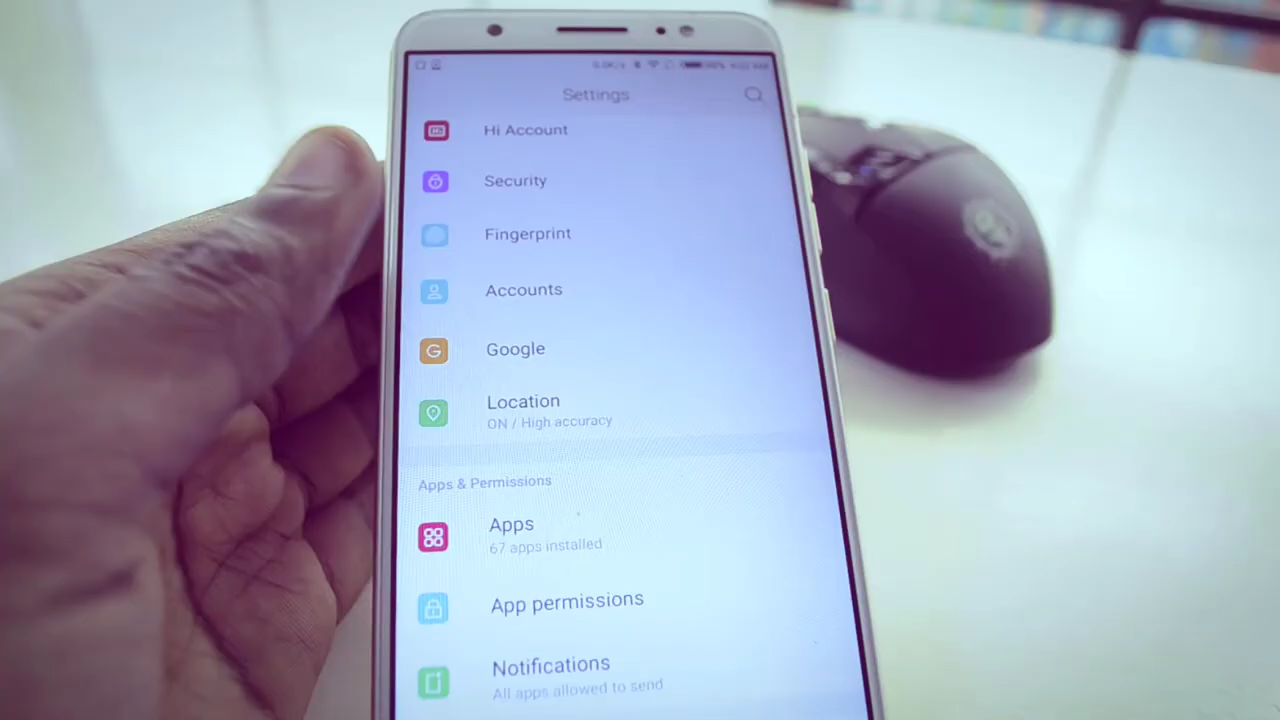 Settings
Hi Account
Security
Fingerprint
Accounts
Google
Location
ON / High accuracy
Apps & Permissions
Apps
67 apps installed
App permissions
Notifications
All apps allowed to send